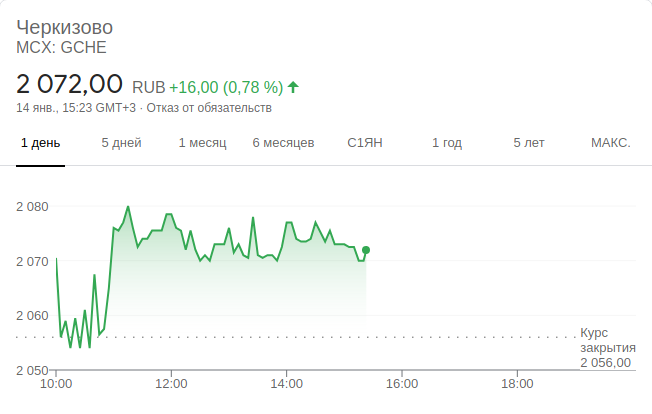 Черкизово
MCX: GCHE
2 072,00 RUB +16,00 (0,78 %)
14 янв., 15:23 GMT+3 · Отказ от обязательств
1 день 5 дней 1 месяц 6 месяцев С1ЯН 1 год 5 лет МАКС.
2 080
2 070
2 060
Курс
закрытия
2 056,00
2 050
10:00 12:00 14:00 16:00 18:00